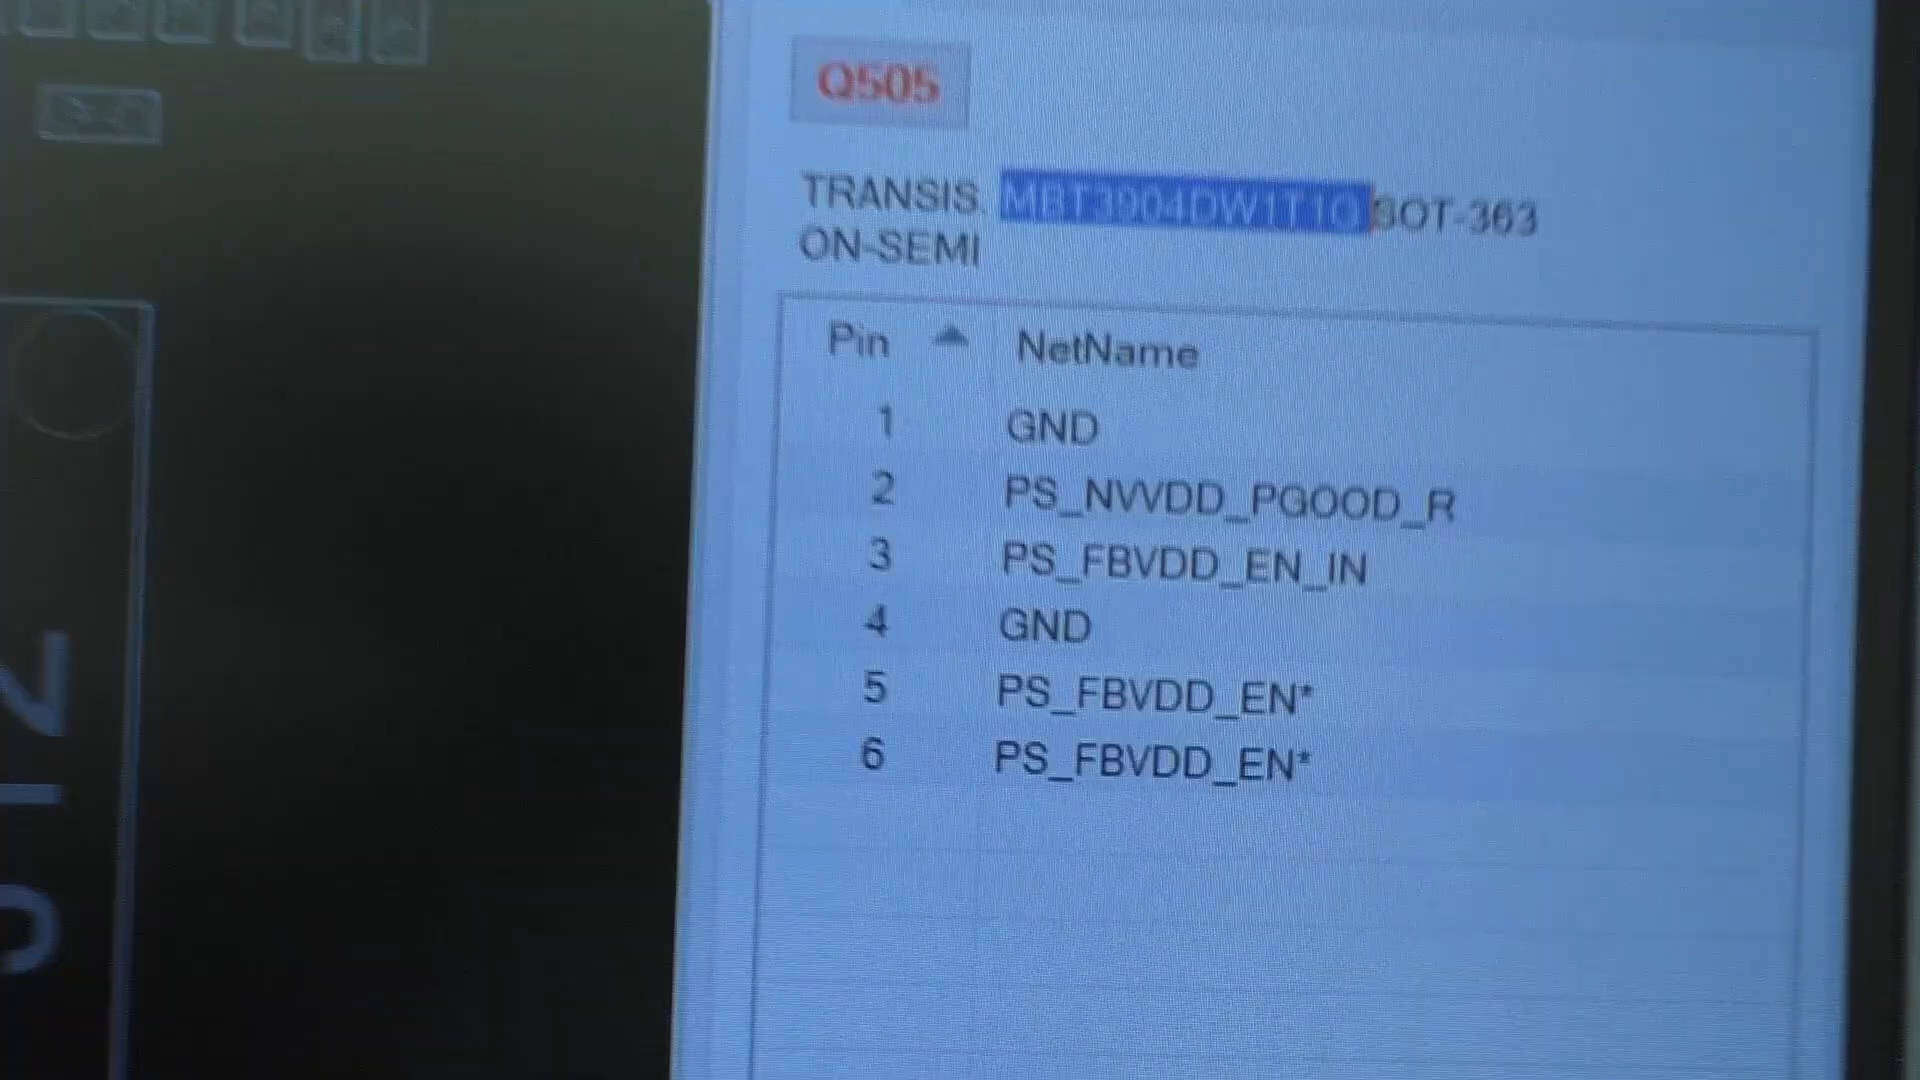 Q505
TRANSIS. MBT3904DW1T1G SOT-363
ON-SEMI
Pin NetName
1 GND
2 PS_NVVDD_PGOOD_R
3 PS_FBVDD_EN_IN
4 GND
5 PS_FBVDD_EN*
6 PS_FBVDD_EN*